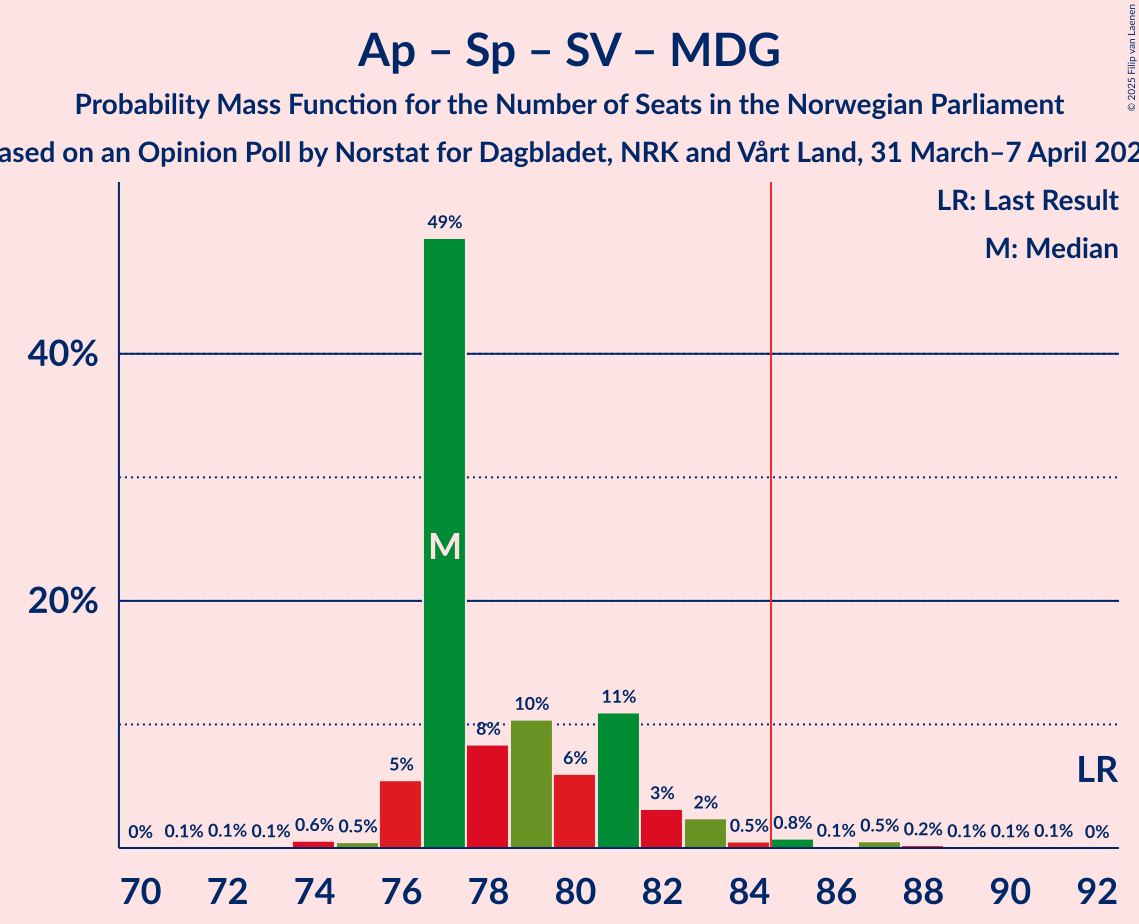 Ap – Sp – SV – MDG
Probability Mass Function for the Number of Seats in the Norwegian Parliament
ased on an Opinion Poll by Norstat for Dagbladet, NRK and Vårt Land, 31 March–7 April 202
© 2025 Filip van Laenen
LR: Last Result
M: Median
49%
40%
M
20%
11%
10%
8%
LR
5%
6%
3%
2%
0% 0.1% 0.1% 0.1% 0.6% 0.5% 0.5% 0.8% 0.1% 0.5% 0.2% 0.1% 0.1% 0.1% 0%
70 72 74 76 78 80 82 84 86 88 90 92